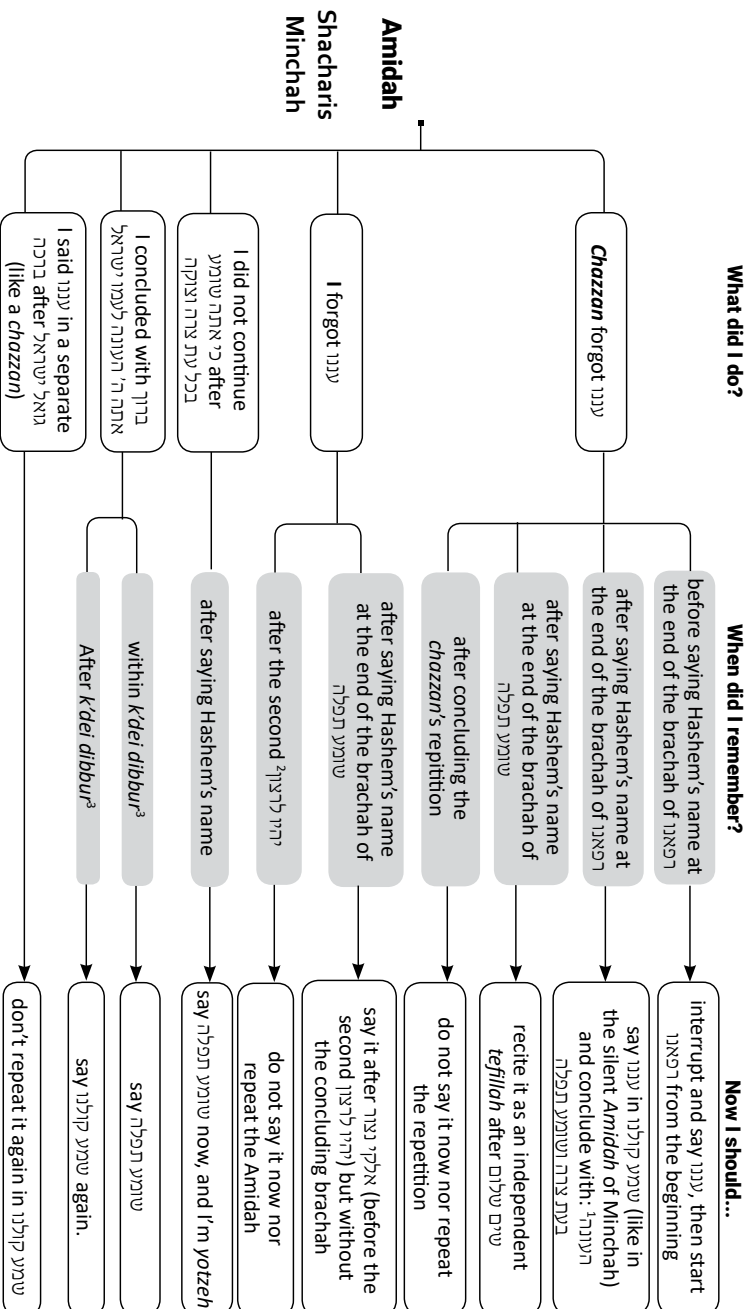 What did I do?
When did I remember?
Now I should...
Amidah
Shacharis
Minchah
Chazzan forgot עננו
before saying Hashem's name at
the end of the brachah of רפאנו
interrupt and say עננו, then start
רפאנו from the beginning
after saying Hashem's name at
the end of the brachah of רפאנו
say עננו in שמע קולנו (like in
the silent Amidah of Minchah)
and conclude with: העונה¹
בעת צרה ושומע תפלה
after saying Hashem's name
at the end of the brachah of
שומע תפלה
recite it as an independent
tefillah after שים שלום
after concluding the
chazzan's repitition
do not say it now nor repeat
the repetition
I forgot עננו
after saying Hashem's name
at the end of the brachah of
שומע תפלה
say it after אלקי נצור (before the
second יהיו לרצון) but without
the concluding brachah
after the second יהיו לרצון²
do not say it now nor
repeat the Amidah
I did not continue
after כי אתה שומע
בכל עת צרה וצוקה
after saying Hashem's name
say שומע תפלה now, and I'm yotzeh
I concluded with ברוך
אתה ה' העונה לעמו ישראל
within k'dei dibbur³
say שומע תפלה
After k'dei dibbur³
say שמע קולנו again.
I said עננו in a separate
ברכה after גואל ישראל
(like a chazzan)
don't repeat it again in שמע קולנו